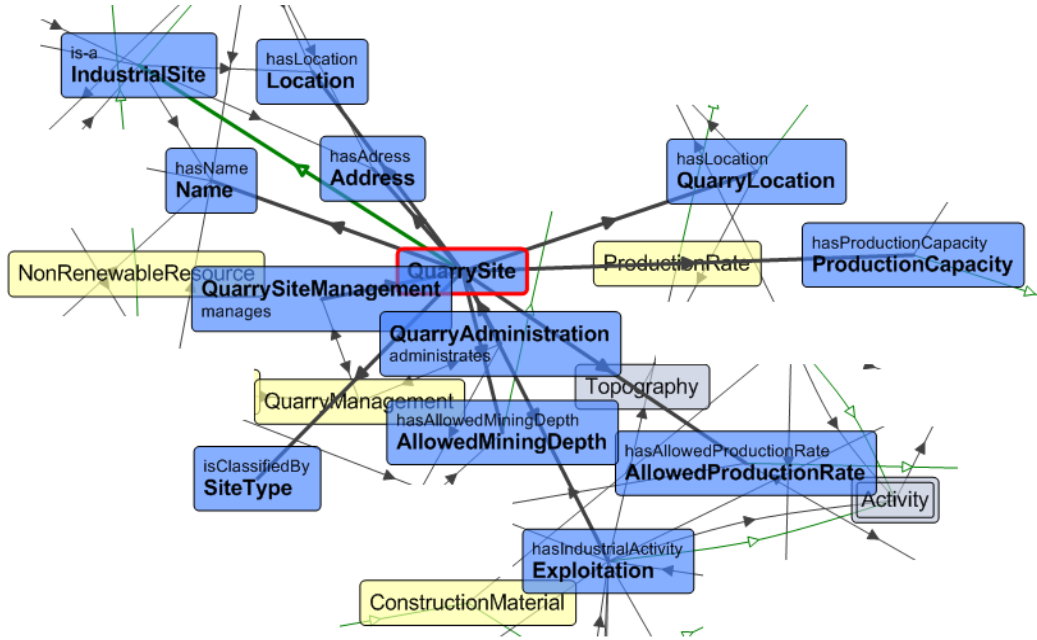 is-a
IndustrialSite
hasLocation
Location
hasName
Name
hasAdress
Address
hasLocation
QuarryLocation
NonRenewableResource
QuarrySite
ProductionRate
hasProductionCapacity
ProductionCapacity
QuarrySiteManagement
manages
QuarryAdministration
administrates
QuarryManagement
Topography
hasAllowedMiningDepth
AllowedMiningDepth
hasAllowedProductionRate
AllowedProductionRate
isClassifiedBy
SiteType
Activity
hasIndustrialActivity
Exploitation
ConstructionMaterial